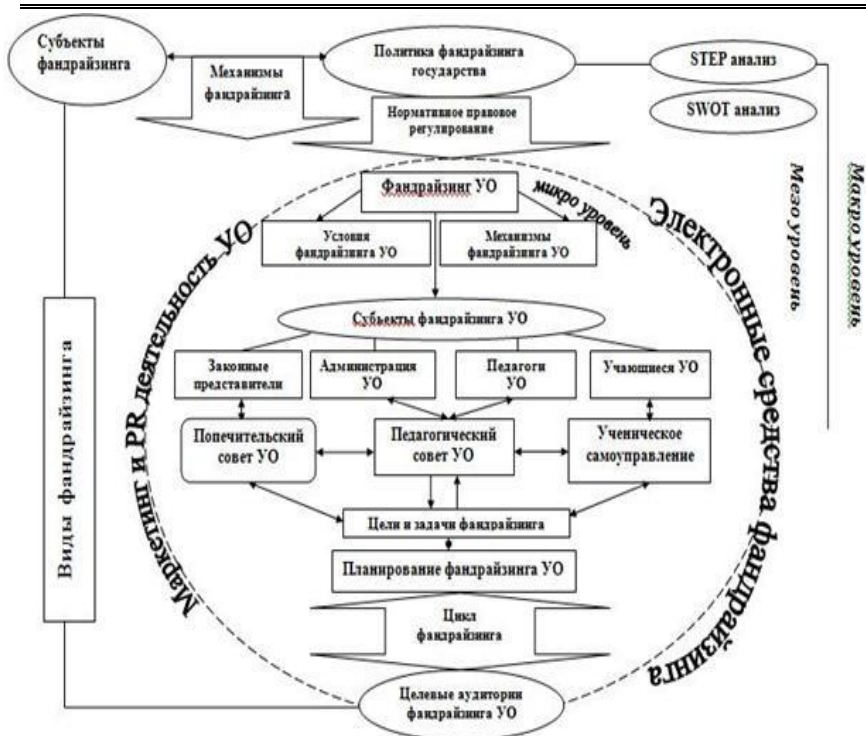 Субъекты
фандрайзинга
Политика фандрайзинга
государства
STEP анализ
SWOT анализ
Механизмы
фандрайзинга
Нормативное правовое
регулирование
Макро уровень
Мезо уровень
микро уровень
Фандрайзинг УО
Условия
фандрайзинга УО
Механизмы
фандрайзинга УО
Субъекты фандрайзинга УО
Законные
представители
Администрация
УО
Педагоги
УО
Учающиеся УО
Попечительский
совет УО
Педагогический
совет УО
Ученическое
самоуправление
Цели и задачи фандрайзинга
Планирование фандрайзинга УО
Цикл
фандрайзинга
Целевые аудитории
фандрайзинга УО
Виды фандрайзинга
Маркетинг и PR деятельность УО
Электронные средства фандрайзинга